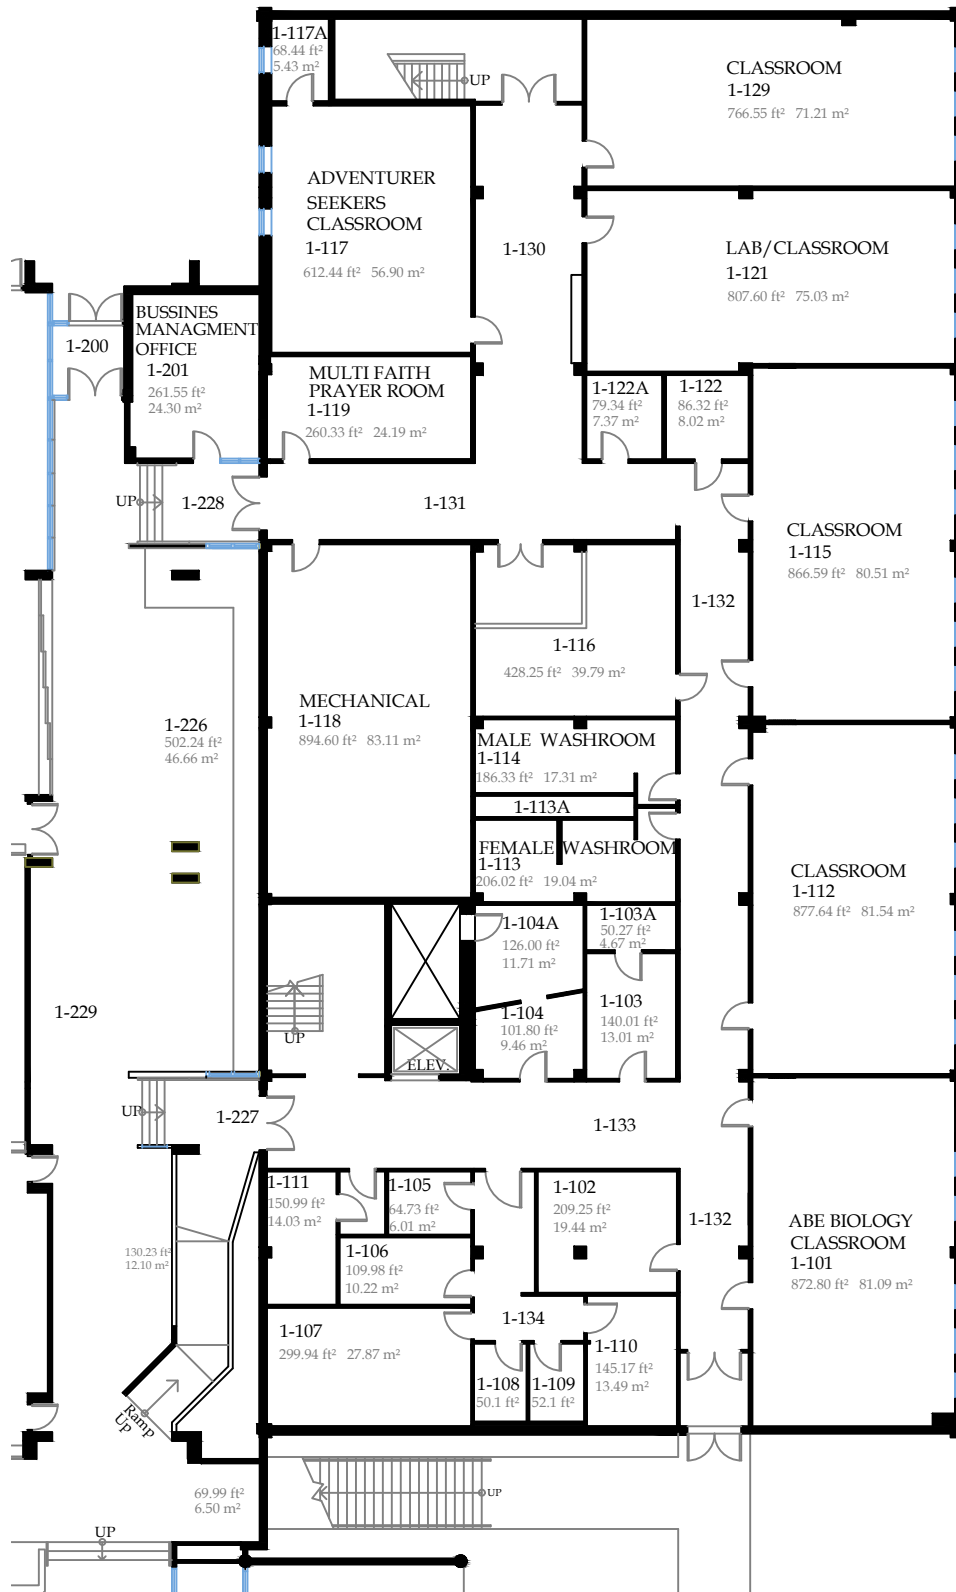 1-117A
68.44 ft²
5.43 m²
UP
CLASSROOM
1-129
766.55 ft² 71.21 m²
ADVENTURER
SEEKERS
CLASSROOM
1-117
612.44 ft² 56.90 m²
1-130
LAB/CLASSROOM
1-121
807.60 ft² 75.03 m²
1-200
BUSSINES
MANAGMENT
OFFICE
1-201
261.55 ft²
24.30 m²
MULTI FAITH
PRAYER ROOM
1-119
260.33 ft² 24.19 m²
1-122A
79.34 ft²
7.37 m²
1-122
86.32 ft²
8.02 m²
UP
1-228
1-131
CLASSROOM
1-115
866.59 ft² 80.51 m²
1-132
1-116
428.25 ft² 39.79 m²
MECHANICAL
1-118
894.60 ft² 83.11 m²
1-226
502.24 ft²
46.66 m²
MALE WASHROOM
1-114
186.33 ft² 17.31 m²
1-113A
FEMALE WASHROOM
1-113
206.02 ft² 19.04 m²
CLASSROOM
1-112
877.64 ft² 81.54 m²
1-104A
126.00 ft²
11.71 m²
1-103A
50.27 ft²
4.67 m²
1-229
UP
ELEV.
1-104
101.80 ft²
9.46 m²
1-103
140.01 ft²
13.01 m²
UP
1-227
1-133
1-111
150.99 ft²
14.03 m²
1-105
64.73 ft²
6.01 m²
1-102
209.25 ft²
19.44 m²
1-132
ABE BIOLOGY
CLASSROOM
1-101
872.80 ft² 81.09 m²
130.23 ft²
12.10 m²
1-106
109.98 ft²
10.22 m²
1-107
299.94 ft² 27.87 m²
1-134
1-110
145.17 ft²
13.49 m²
1-108
50.1 ft²
1-109
52.1 ft²
Ramp
Up
69.99 ft²
6.50 m²
UP
UP